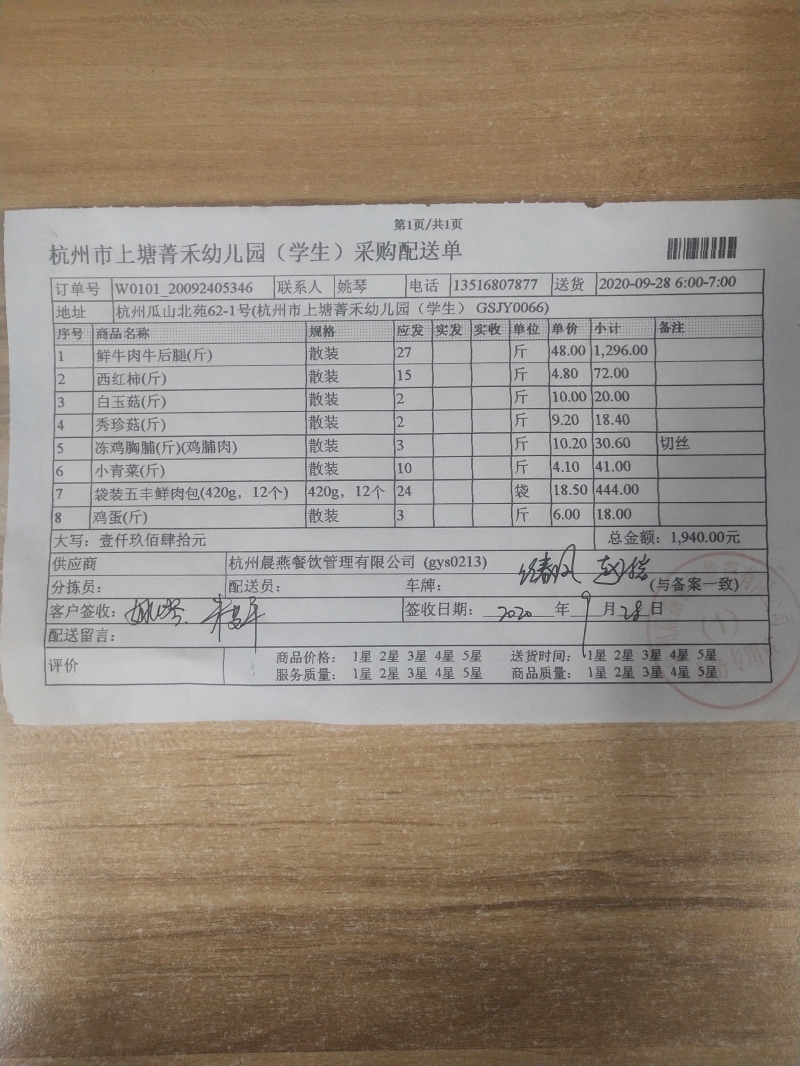 第1页/共1页
杭州市上塘菁禾幼儿园（学生）采购配送单
订单号 W0101_20092405346 联系人 姚琴 电话 13516807877 送货 2020-09-28 6:00-7:00
地址 杭州瓜山北苑62-1号(杭州市上塘菁禾幼儿园（学生） GSJY0066)
序号 商品名称 规格 应发 实发 实收 单位 单价 小计 备注
1 鲜牛肉牛后腿(斤) 散装 27 斤 48.00 1,296.00
2 西红柿(斤) 散装 15 斤 4.80 72.00
3 白玉菇(斤) 散装 2 斤 10.00 20.00
4 秀珍菇(斤) 散装 2 斤 9.20 18.40
5 冻鸡胸脯(斤)(鸡脯肉) 散装 3 斤 10.20 30.60 切丝
6 小青菜(斤) 散装 10 斤 4.10 41.00
7 袋装五丰鲜肉包(420g，12个) 420g，12个 24 袋 18.50 444.00
8 鸡蛋(斤) 散装 3 斤 6.00 18.00
大写：壹仟玖佰肆拾元 总金额：1,940.00元
供应商 杭州晨燕餐饮管理有限公司 (gys0213)
分拣员： 配送员： 车牌： (与备案一致)
客户签收： 签收日期： 2020 年 9 月 28 日
配送留言：
评价 商品价格： 1星 2星 3星 4星 5星 送货时间： 1星 2星 3星 4星 5星
服务质量： 1星 2星 3星 4星 5星 商品质量： 1星 2星 3星 4星 5星